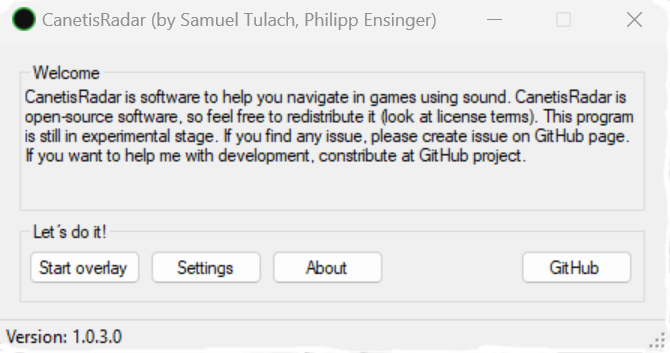 CanetisRadar (by Samuel Tulach, Philipp Ensinger)
Welcome
CanetisRadar is software to help you navigate in games using sound. CanetisRadar is
open-source software, so feel free to redistribute it (look at license terms). This program
is still in experimental stage. If you find any issue, please create issue on GitHub page.
If you want to help me with development, constribute at GitHub project.
Let´s do it!
Start overlay Settings About GitHub
Version: 1.0.3.0